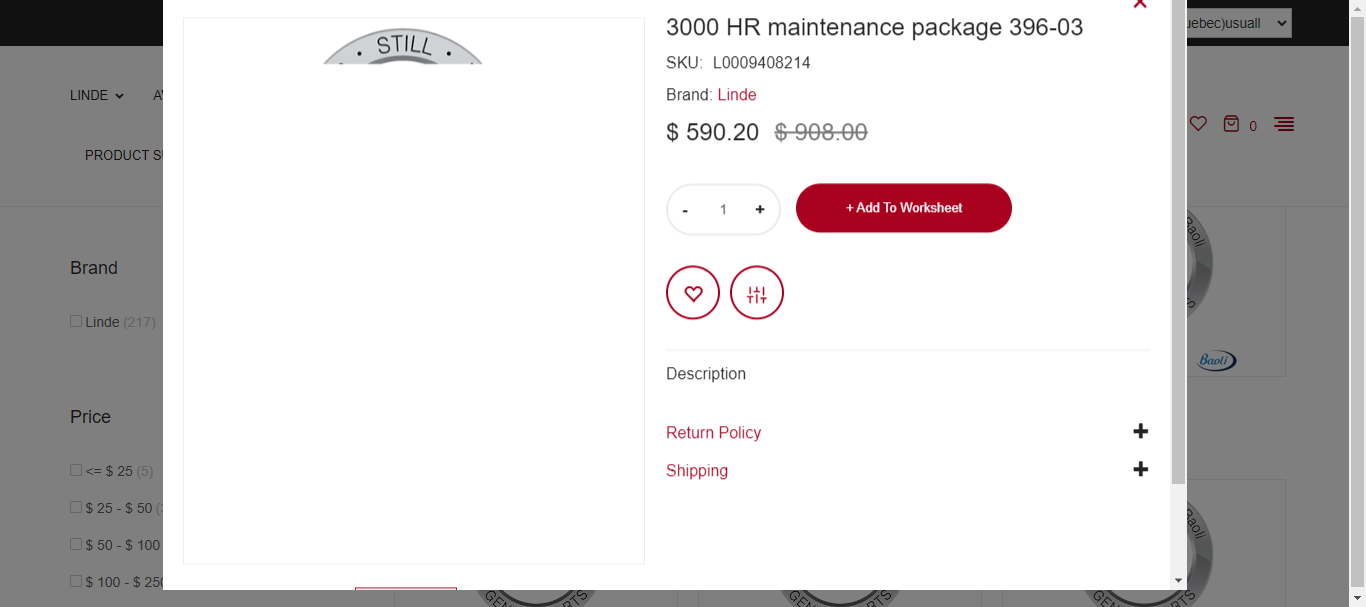 uebec)usuall
LINDE
0
PRODUCT
STILL
3000 HR maintenance package 396-03
SKU: L0009408214
Brand: Linde
$ 590.20 $ 908.00
- 1 +
+ Add To Worksheet
Description
Return Policy
Shipping
Brand
Linde (217)
Price
<= $ 25 (5)
$ 25 - $ 50
$ 50 - $ 100
$ 100 - $ 250
Baoli
Baoli
Baoli